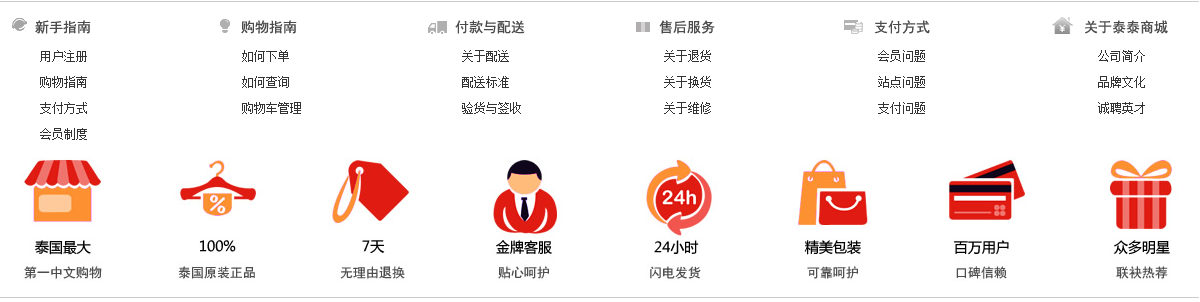 新手指南 购物指南 付款与配送 售后服务 支付方式 关于泰泰商城
用户注册 如何下单 关于配送 关于退货 会员问题 公司简介
购物指南 如何查询 配送标准 关于换货 站点问题 品牌文化
支付方式 购物车管理 验货与签收 关于维修 支付问题 诚聘英才
会员制度
%
24h
泰国最大 100% 7天 金牌客服 24小时 精美包装 百万用户 众多明星
第一中文购物 泰国原装正品 无理由退换 贴心呵护 闪电发货 可靠呵护 口碑信赖 联袂热荐